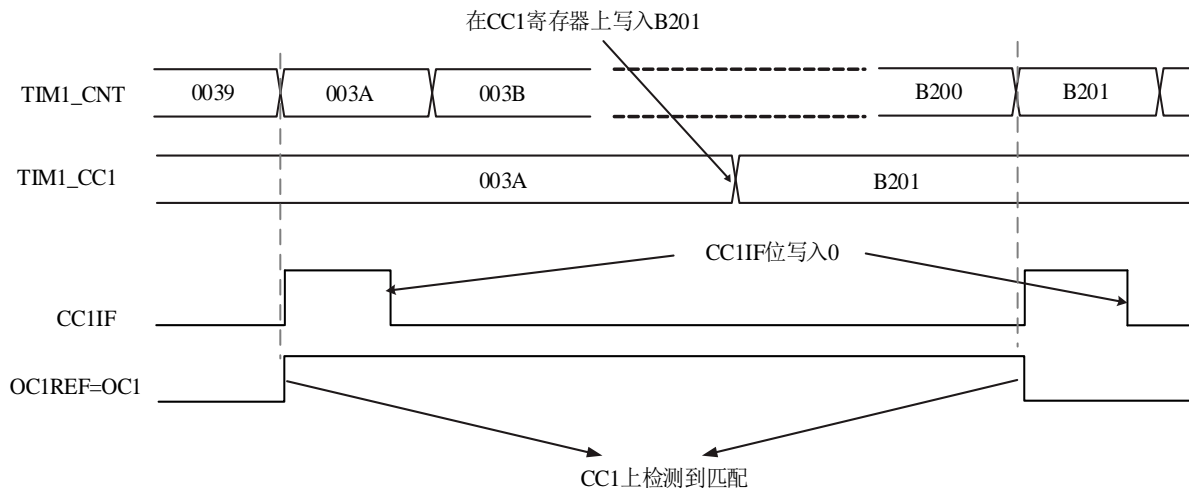 在CC1寄存器上写入B201
TIM1_CNT 0039 003A 003B B200 B201
TIM1_CC1 003A B201
CC1IF位写入0
CC1IF
OC1REF=OC1
CC1上检测到匹配